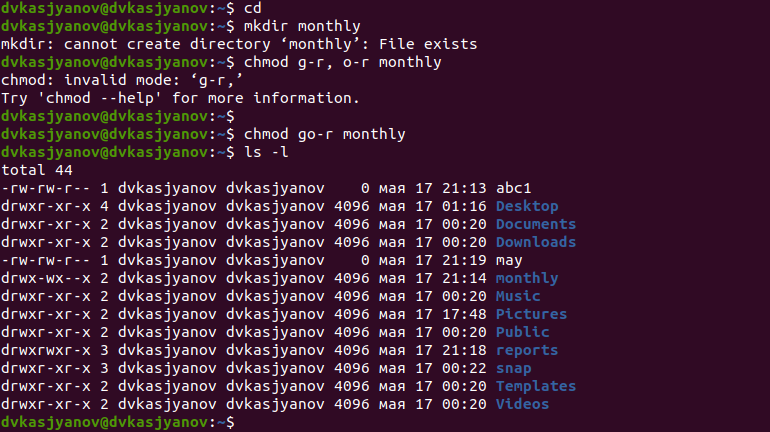 dvkasjyanov@dvkasjyanov:~$ cd
dvkasjyanov@dvkasjyanov:~$ mkdir monthly
mkdir: cannot create directory ‘monthly’: File exists
dvkasjyanov@dvkasjyanov:~$ chmod g-r, o-r monthly
chmod: invalid mode: ‘g-r,’
Try 'chmod --help' for more information.
dvkasjyanov@dvkasjyanov:~$
dvkasjyanov@dvkasjyanov:~$ chmod go-r monthly
dvkasjyanov@dvkasjyanov:~$ ls -l
total 44
-rw-rw-r-- 1 dvkasjyanov dvkasjyanov    0 мая 17 21:13 abc1
drwxr-xr-x 4 dvkasjyanov dvkasjyanov 4096 мая 17 01:16 Desktop
drwxr-xr-x 2 dvkasjyanov dvkasjyanov 4096 мая 17 00:20 Documents
drwxr-xr-x 2 dvkasjyanov dvkasjyanov 4096 мая 17 00:20 Downloads
-rw-rw-r-- 1 dvkasjyanov dvkasjyanov    0 мая 17 21:19 may
drwx-wx--x 2 dvkasjyanov dvkasjyanov 4096 мая 17 21:14 monthly
drwxr-xr-x 2 dvkasjyanov dvkasjyanov 4096 мая 17 00:20 Music
drwxr-xr-x 2 dvkasjyanov dvkasjyanov 4096 мая 17 17:48 Pictures
drwxr-xr-x 2 dvkasjyanov dvkasjyanov 4096 мая 17 00:20 Public
drwxrwxr-x 3 dvkasjyanov dvkasjyanov 4096 мая 17 21:18 reports
drwxr-xr-x 3 dvkasjyanov dvkasjyanov 4096 мая 17 00:22 snap
drwxr-xr-x 2 dvkasjyanov dvkasjyanov 4096 мая 17 00:20 Templates
drwxr-xr-x 2 dvkasjyanov dvkasjyanov 4096 мая 17 00:20 Videos
dvkasjyanov@dvkasjyanov:~$